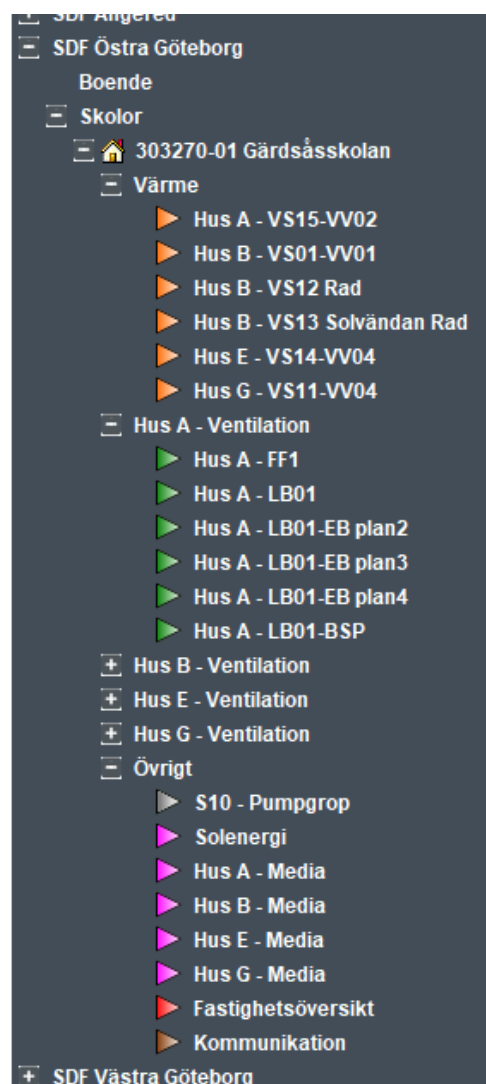 SDF Angered
SDF Östra Göteborg
Boende
Skolor
303270-01 Gärdsåsskolan
Värme
Hus A - VS15-VV02
Hus B - VS01-VV01
Hus B - VS12 Rad
Hus B - VS13 Solvändan Rad
Hus E - VS14-VV04
Hus G - VS11-VV04
Hus A - Ventilation
Hus A - FF1
Hus A - LB01
Hus A - LB01-EB plan2
Hus A - LB01-EB plan3
Hus A - LB01-EB plan4
Hus A - LB01-BSP
Hus B - Ventilation
Hus E - Ventilation
Hus G - Ventilation
Övrigt
S10 - Pumpgrop
Solenergi
Hus A - Media
Hus B - Media
Hus E - Media
Hus G - Media
Fastighetsöversikt
Kommunikation
SDF Västra Göteborg